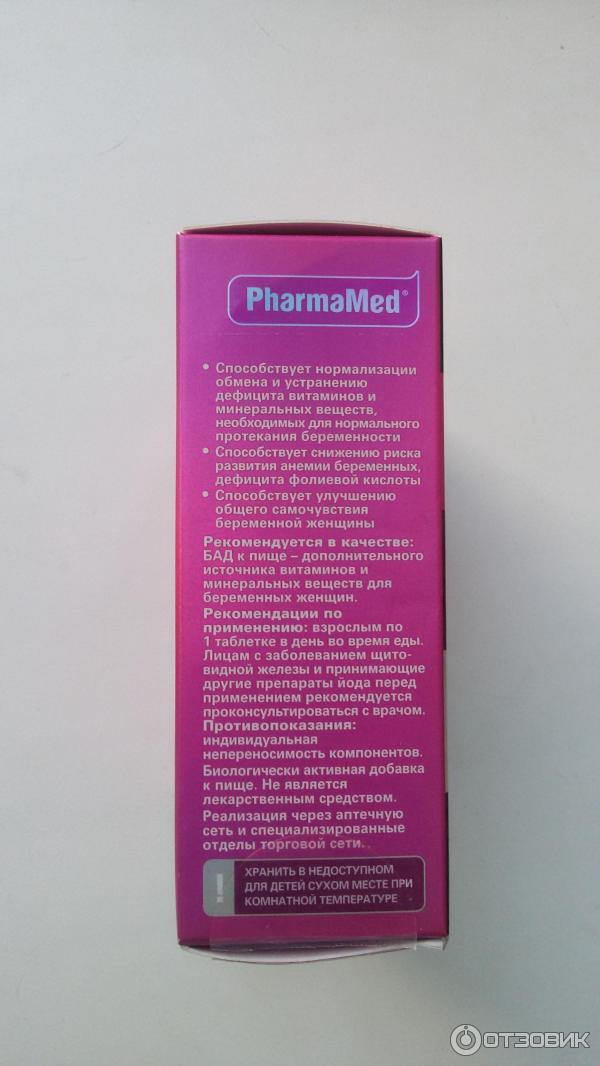 PharmaMed®
• Способствует нормализации
обмена и устранению
дефицита витаминов и
минеральных веществ,
необходимых для нормального
протекания беременности
• Способствует снижению риска
развития анемии беременных,
дефицита фолиевой кислоты
• Способствует улучшению
общего самочувствия
беременной женщины
Рекомендуется в качестве:
БАД к пище – дополнительного
источника витаминов и
минеральных веществ для
беременных женщин.
Рекомендации по
применению: взрослым по
1 таблетке в день во время еды.
Лицам с заболеванием щито-
видной железы и принимающие
другие препараты йода перед
применением рекомендуется
проконсультироваться с врачом.
Противопоказания:
индивидуальная
непереносимость компонентов.
Биологически активная добавка
к пище. Не является
лекарственным средством.
Реализация через аптечную
сеть и специализированные
отделы торговой сети.
! ХРАНИТЬ В НЕДОСТУПНОМ
ДЛЯ ДЕТЕЙ СУХОМ МЕСТЕ ПРИ
КОМНАТНОЙ ТЕМПЕРАТУРЕ
ОТЗОВИК